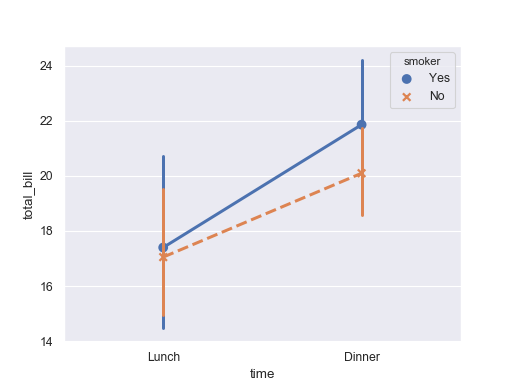 smoker
Yes
No
24
22
20
18
16
14
total_bill
Lunch
Dinner
time